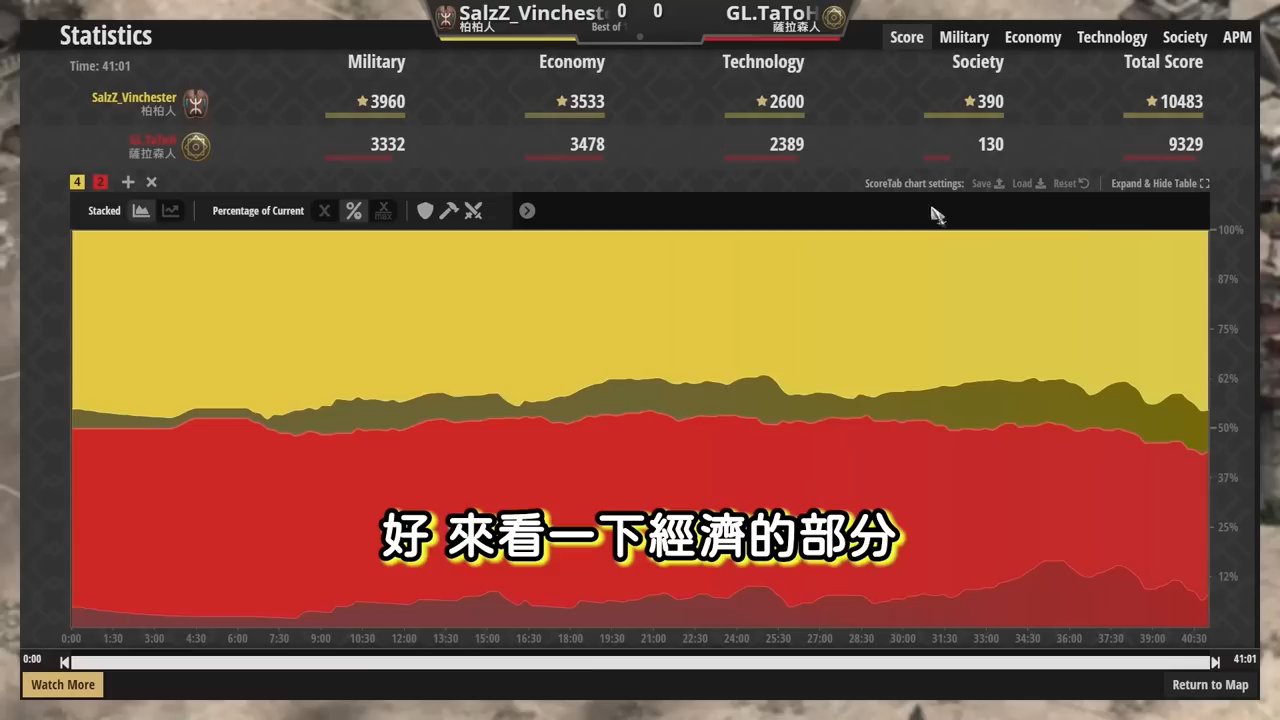 SalzZ_Vinchest 0 0 GL.TaToH
柏柏人 Best of 薩拉森人
Statistics Score Military Economy Technology Society APM
Time: 41:01 Military Economy Technology Society Total Score
SalzZ_Vinchester 3960 3533 2600 390 10483
柏柏人
GL.TaToH 3332 3478 2389 130 9329
薩拉森人
4 2 ScoreTab chart settings: Save Load Reset Expand & Hide Table
Stacked Percentage of Current X % X max
100%
87%
75%
62%
50%
37%
好 來看一下經濟的部分
25%
12%
0:00 1:30 3:00 4:30 6:00 7:30 9:00 10:30 12:00 13:30 15:00 16:30 18:00 19:30 21:00 22:30 24:00 25:30 27:00 28:30 30:00 31:30 33:00 34:30 36:00 37:30 39:00 40:30
0:00 41:01
Watch More Return to Map